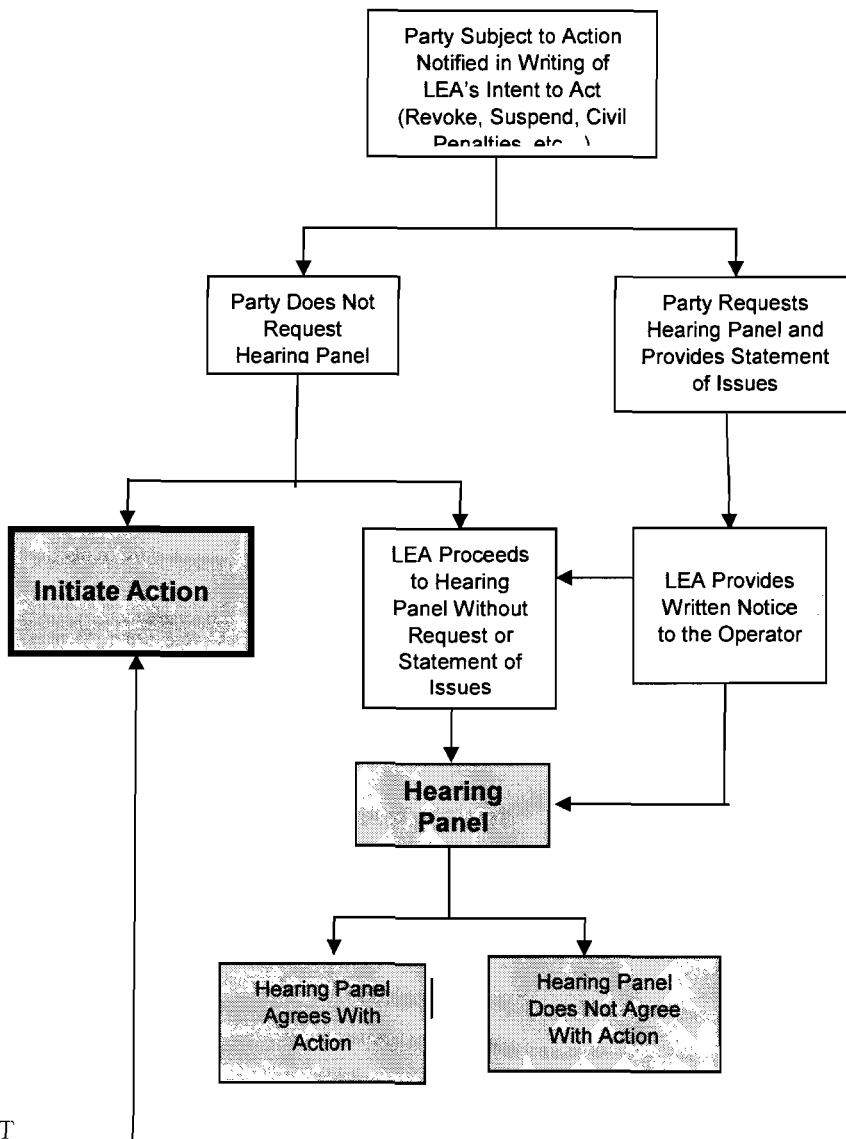 Party Subject to Action
Notified in Writing of
LEA's Intent to Act
(Revoke, Suspend, Civil
Penalties, etc...)
Party Does Not
Request
Hearing Panel
Party Requests
Hearing Panel and
Provides Statement
of Issues
Initiate Action
LEA Proceeds
to Hearing
Panel Without
Request or
Statement of
Issues
LEA Provides
Written Notice
to the Operator
Hearing
Panel
Hearing Panel
Agrees With
Action
Hearing Panel
Does Not Agree
With Action
T